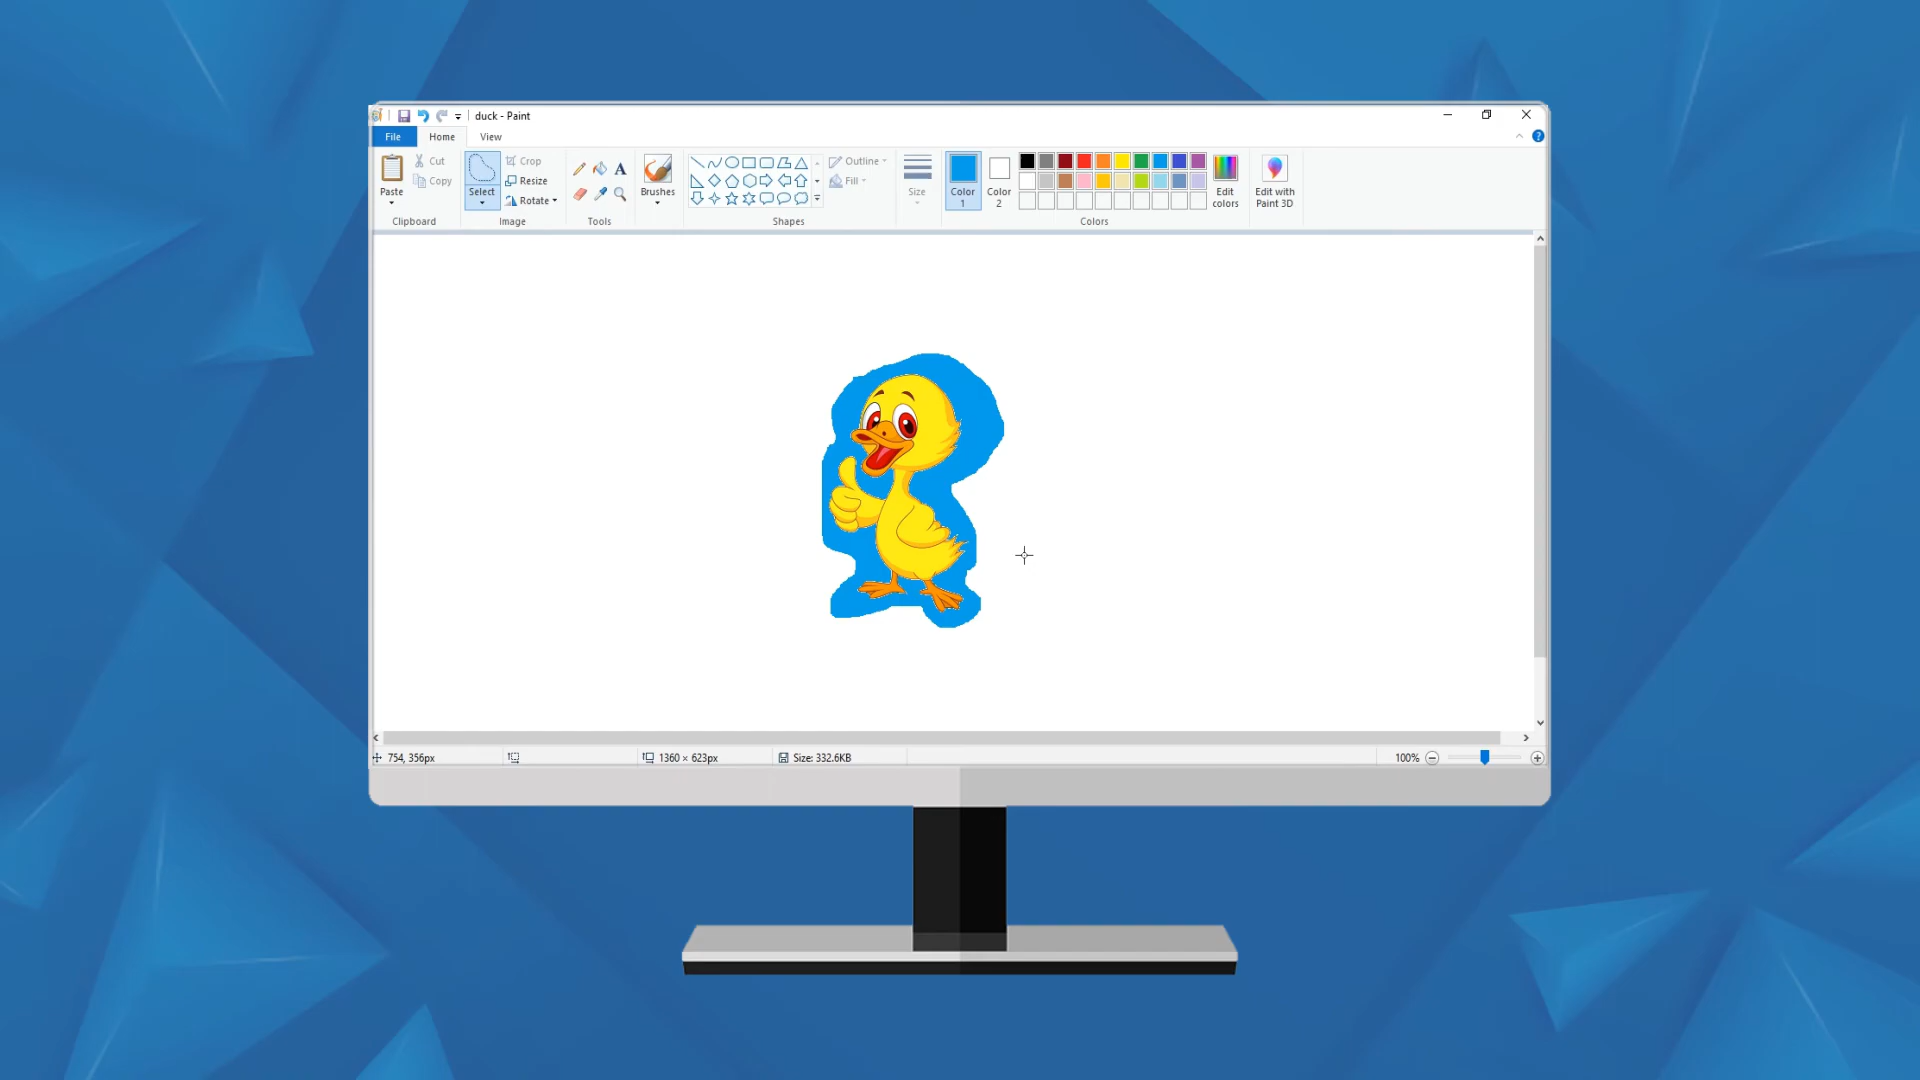 duck - Paint
File Home View
Paste
Cut
Copy
Clipboard
Select
Crop
Resize
Rotate
Image
Tools
Brushes
Shapes
Outline
Fill
Size
Color 1
Color 2
Colors
Edit colors
Edit with Paint 3D
754, 356px
1360 × 623px
Size: 332.6KB
100%